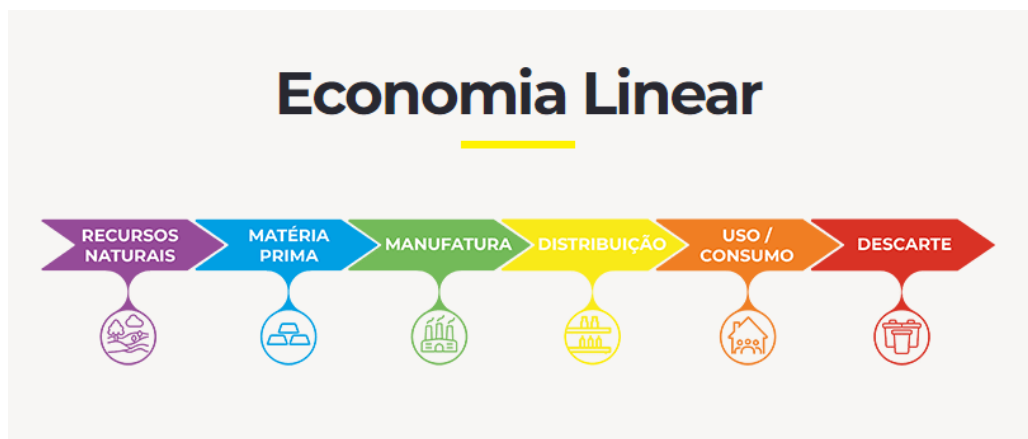 Economia Linear
RECURSOS
NATURAIS
MATÉRIA
PRIMA
MANUFATURA
DISTRIBUIÇÃO
USO /
CONSUMO
DESCARTE